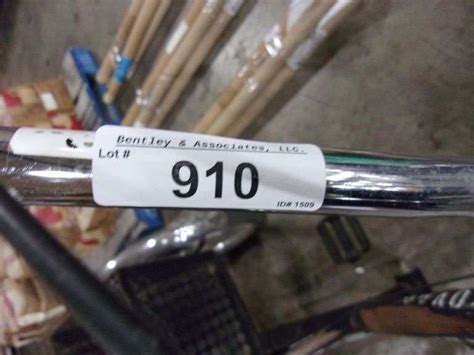 Bentley & Associates, LLC.
Lot #
910
ID# 1509